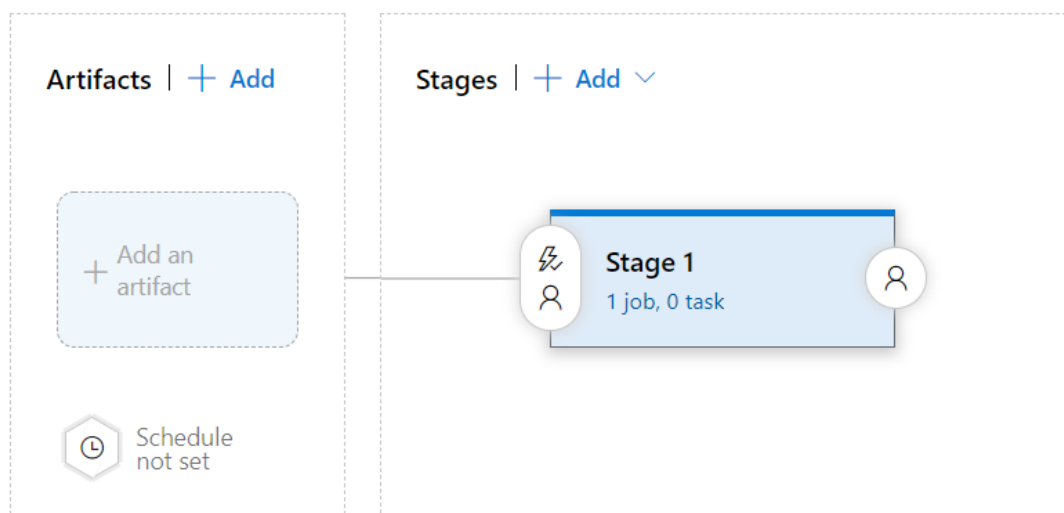 Artifacts | + Add
Stages | + Add
Add an
artifact
Stage 1
1 job, 0 task
Schedule
not set